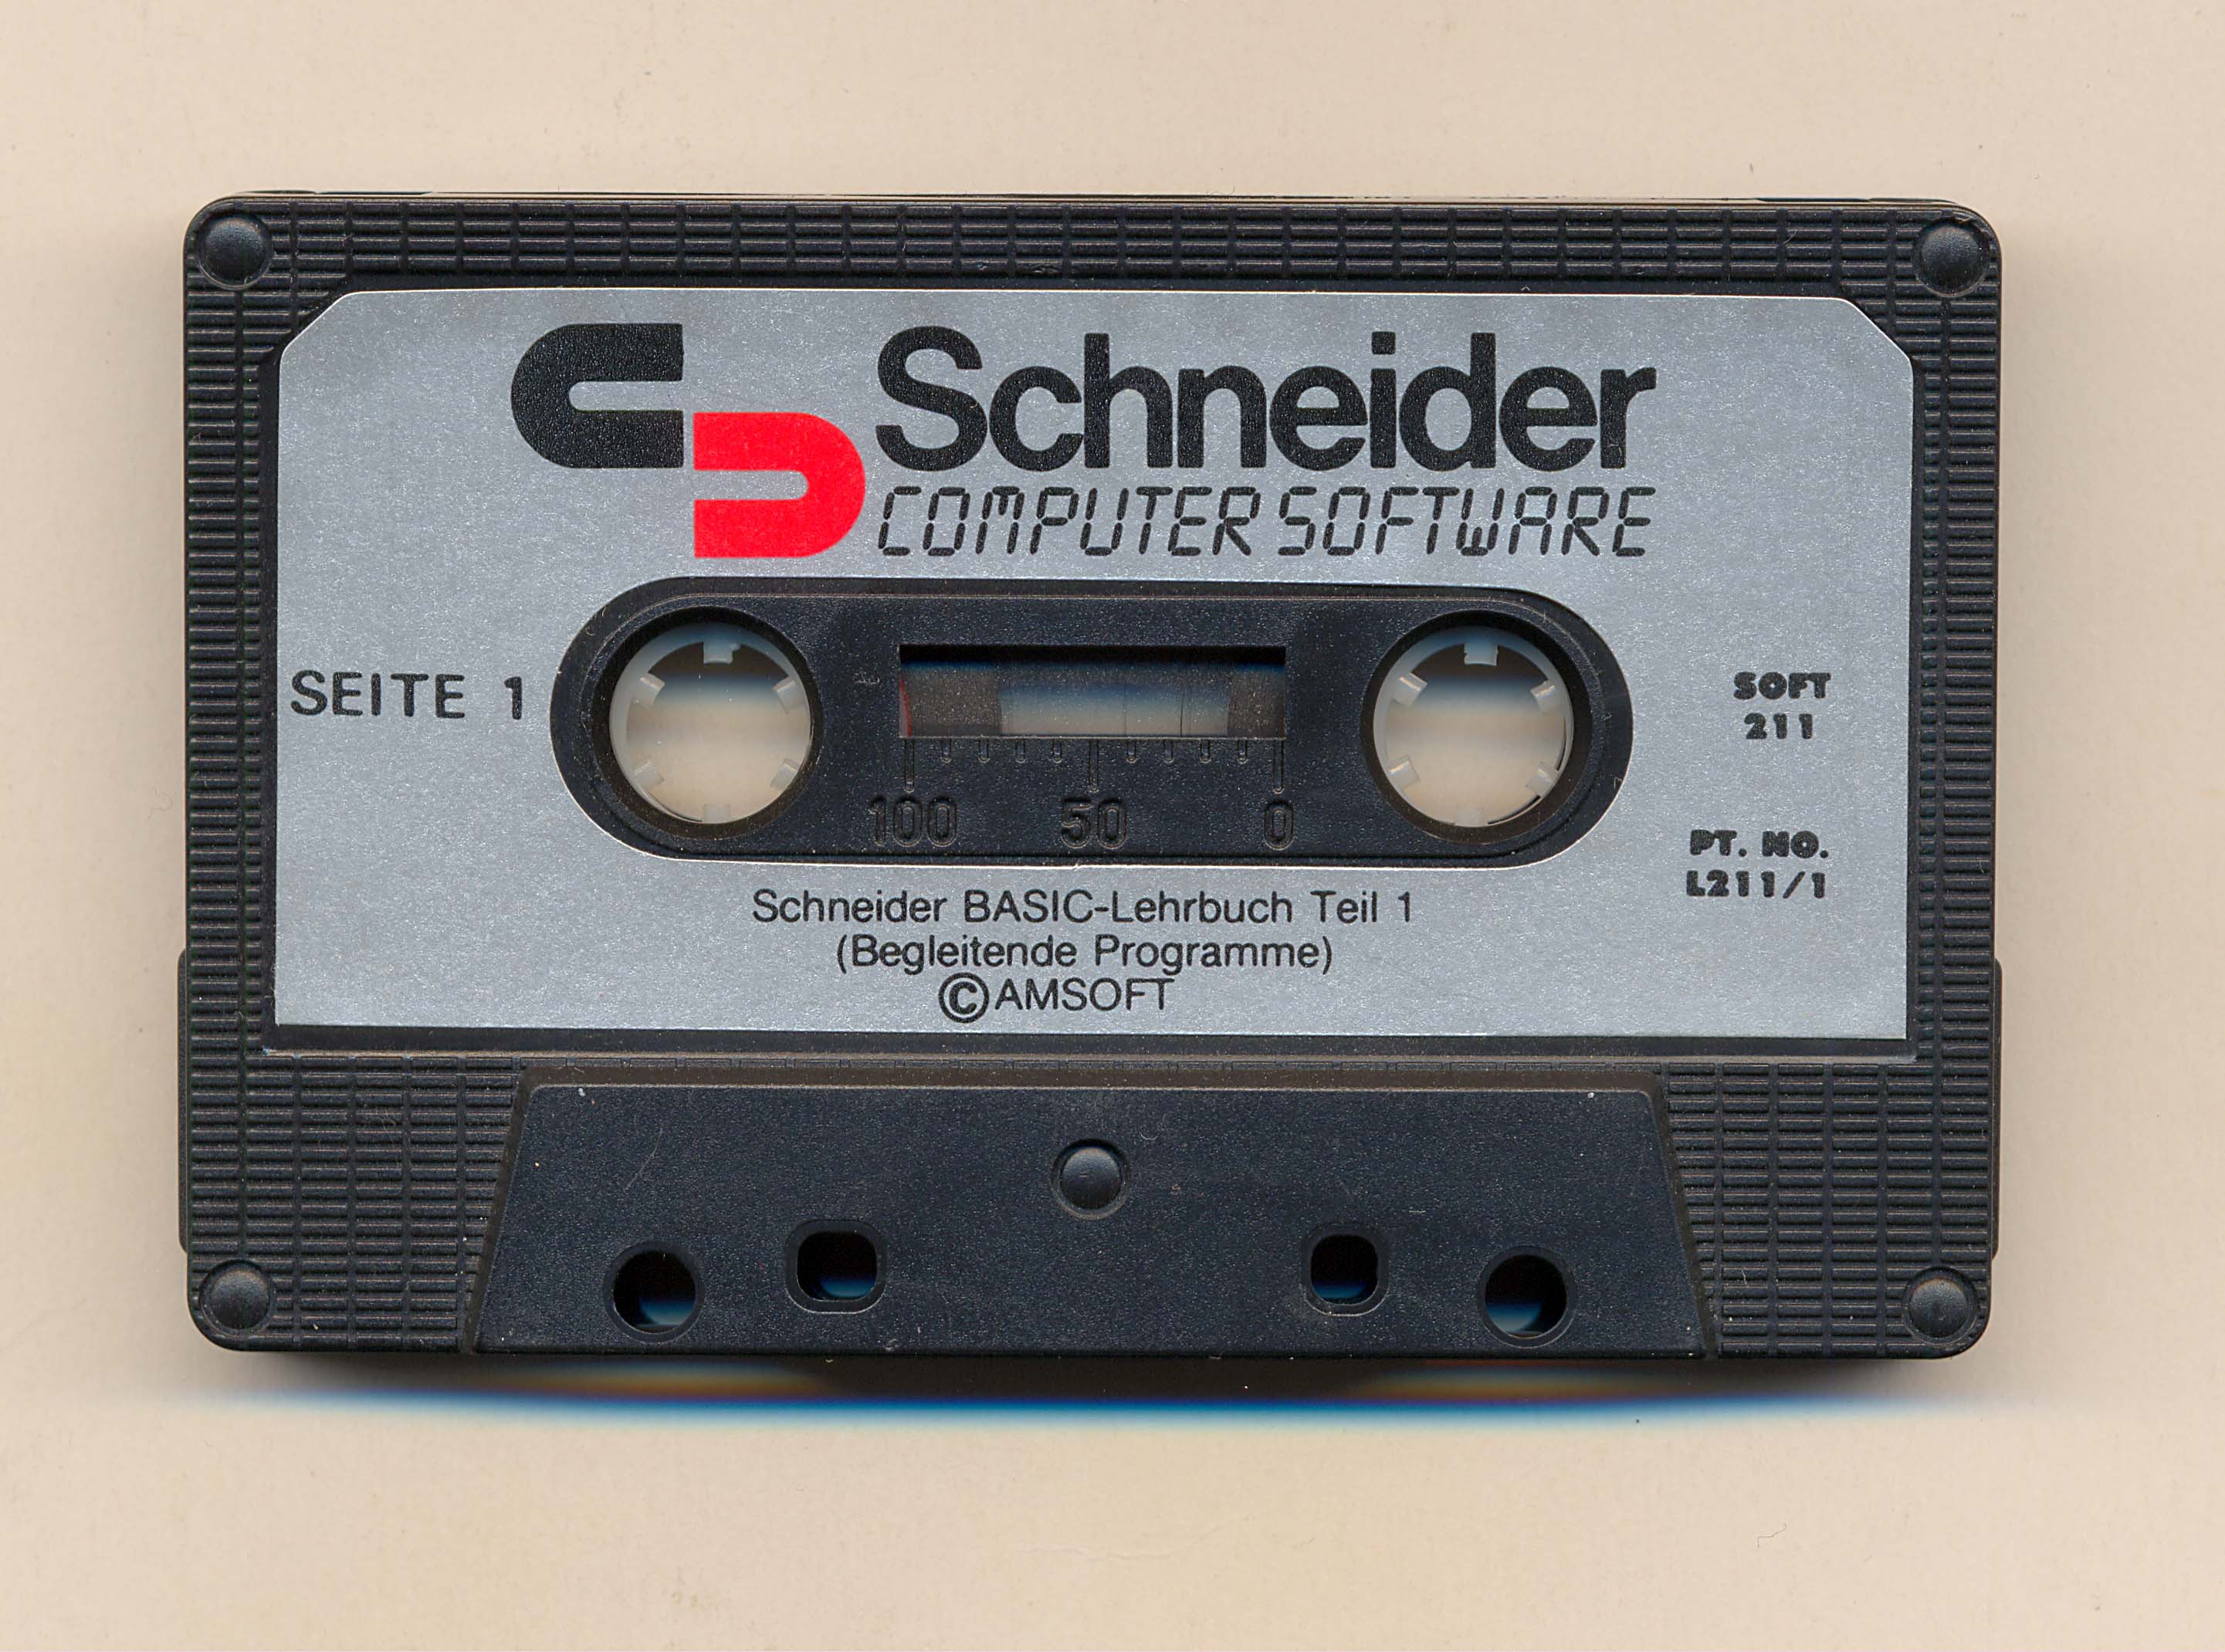 Schneider
COMPUTER SOFTWARE
SEITE 1
SOFT
211
100 50 0
PT. NO.
L211/1
Schneider BASIC-Lehrbuch Teil 1
(Begleitende Programme)
©AMSOFT